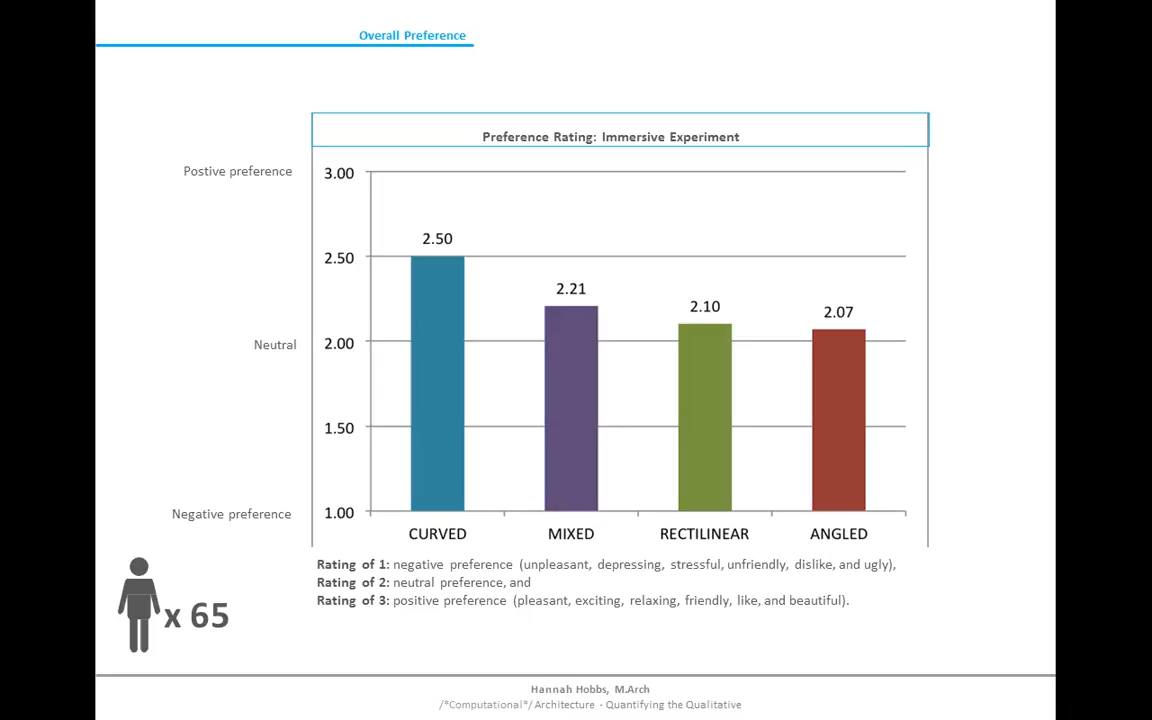 Overall Preference
Preference Rating: Immersive Experiment
Postive preference
3.00
2.50
2.50
2.21
2.10
2.07
Neutral
2.00
1.50
Negative preference
1.00
CURVED MIXED RECTILINEAR ANGLED
Rating of 1: negative preference (unpleasant, depressing, stressful, unfriendly, dislike, and ugly),
Rating of 2: neutral preference, and
Rating of 3: positive preference (pleasant, exciting, relaxing, friendly, like, and beautiful).
x 65
Hannah Hobbs, M.Arch
/*Computational*/ Architecture - Quantifying the Qualitative